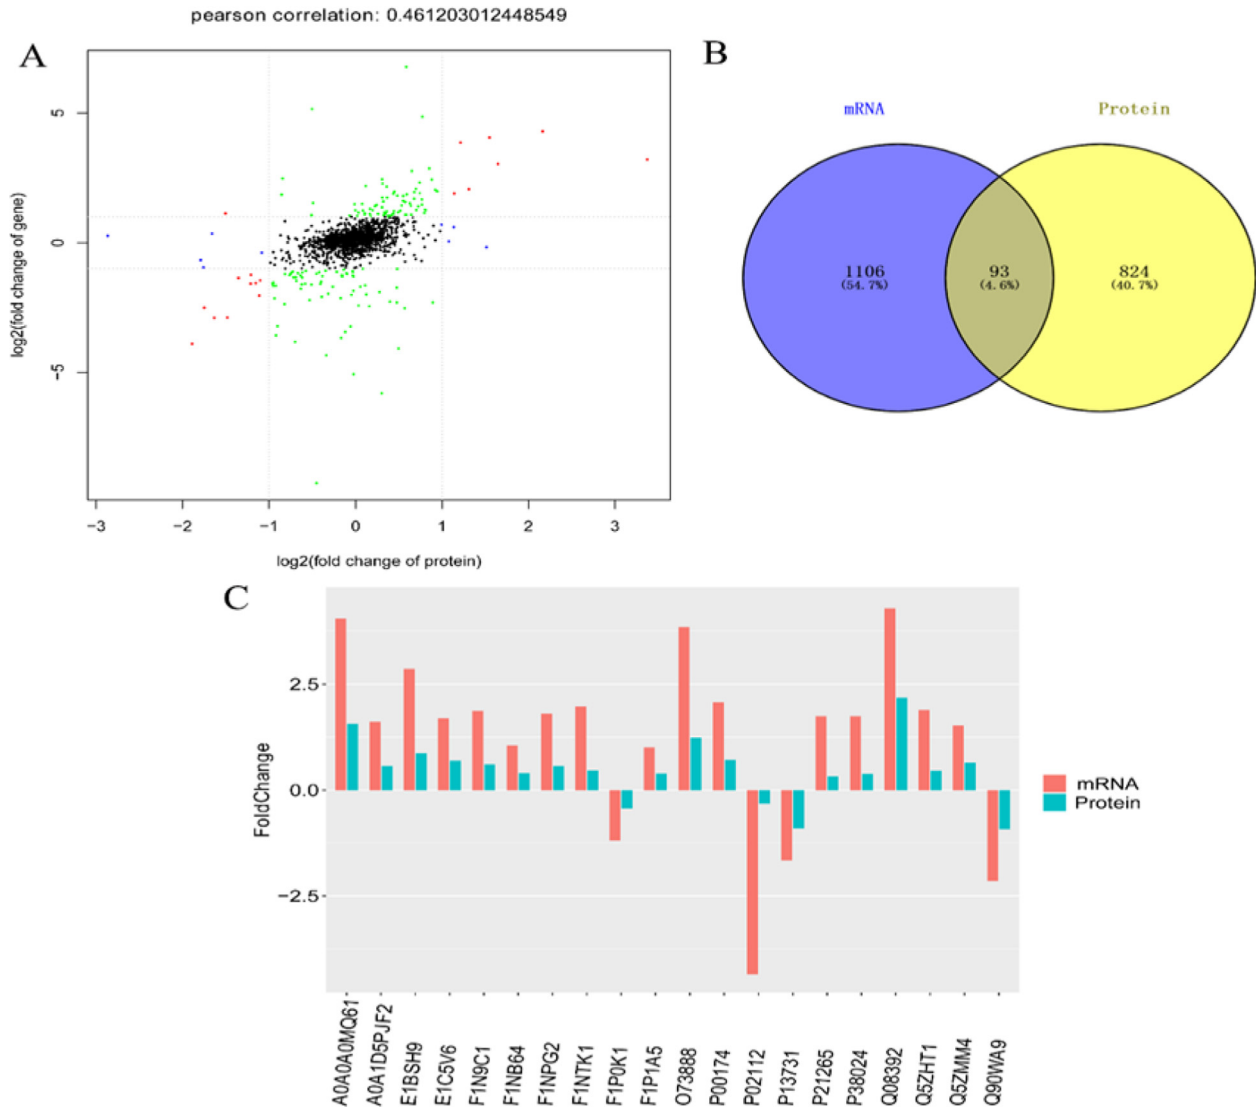 pearson correlation: 0.461203012448549
A
log2(fold change of gene)
5
0
−5
−3 −2 −1 0 1 2 3
log2(fold change of protein)
B
mRNA Protein
1106 93 824
(54.7%) (4.6%) (40.7%)
C
FoldChange
2.5
0.0
−2.5
mRNA
Protein
A0A0A0MQ61
A0A1D5PJF2
E1BSH9
E1C5V6
F1N9C1
F1NB64
F1NPG2
F1NTK1
F1P0K1
F1P1A5
O73888
P00174
P02112
P13731
P21265
P38024
Q08392
Q5ZHT1
Q5ZMM4
Q90WA9